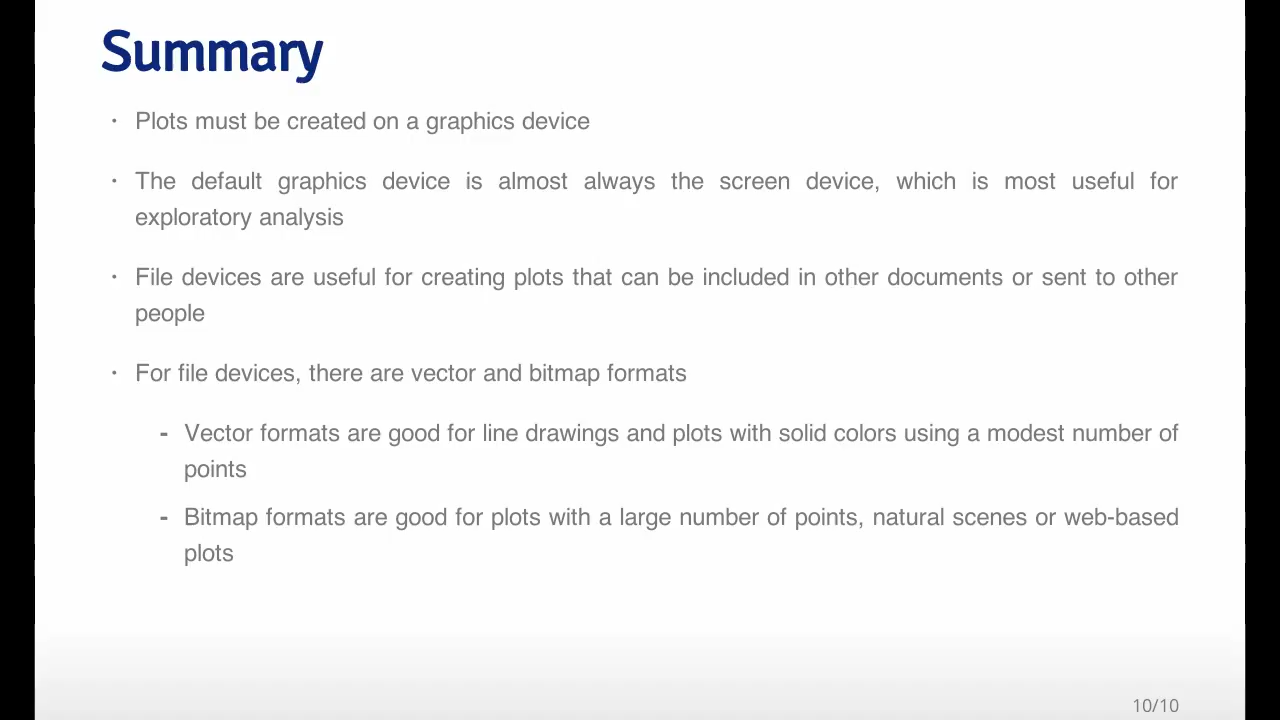 Summary
· Plots must be created on a graphics device
· The default graphics device is almost always the screen device, which is most useful for
exploratory analysis
· File devices are useful for creating plots that can be included in other documents or sent to other
people
· For file devices, there are vector and bitmap formats
- Vector formats are good for line drawings and plots with solid colors using a modest number of
points
- Bitmap formats are good for plots with a large number of points, natural scenes or web-based
plots
10/10